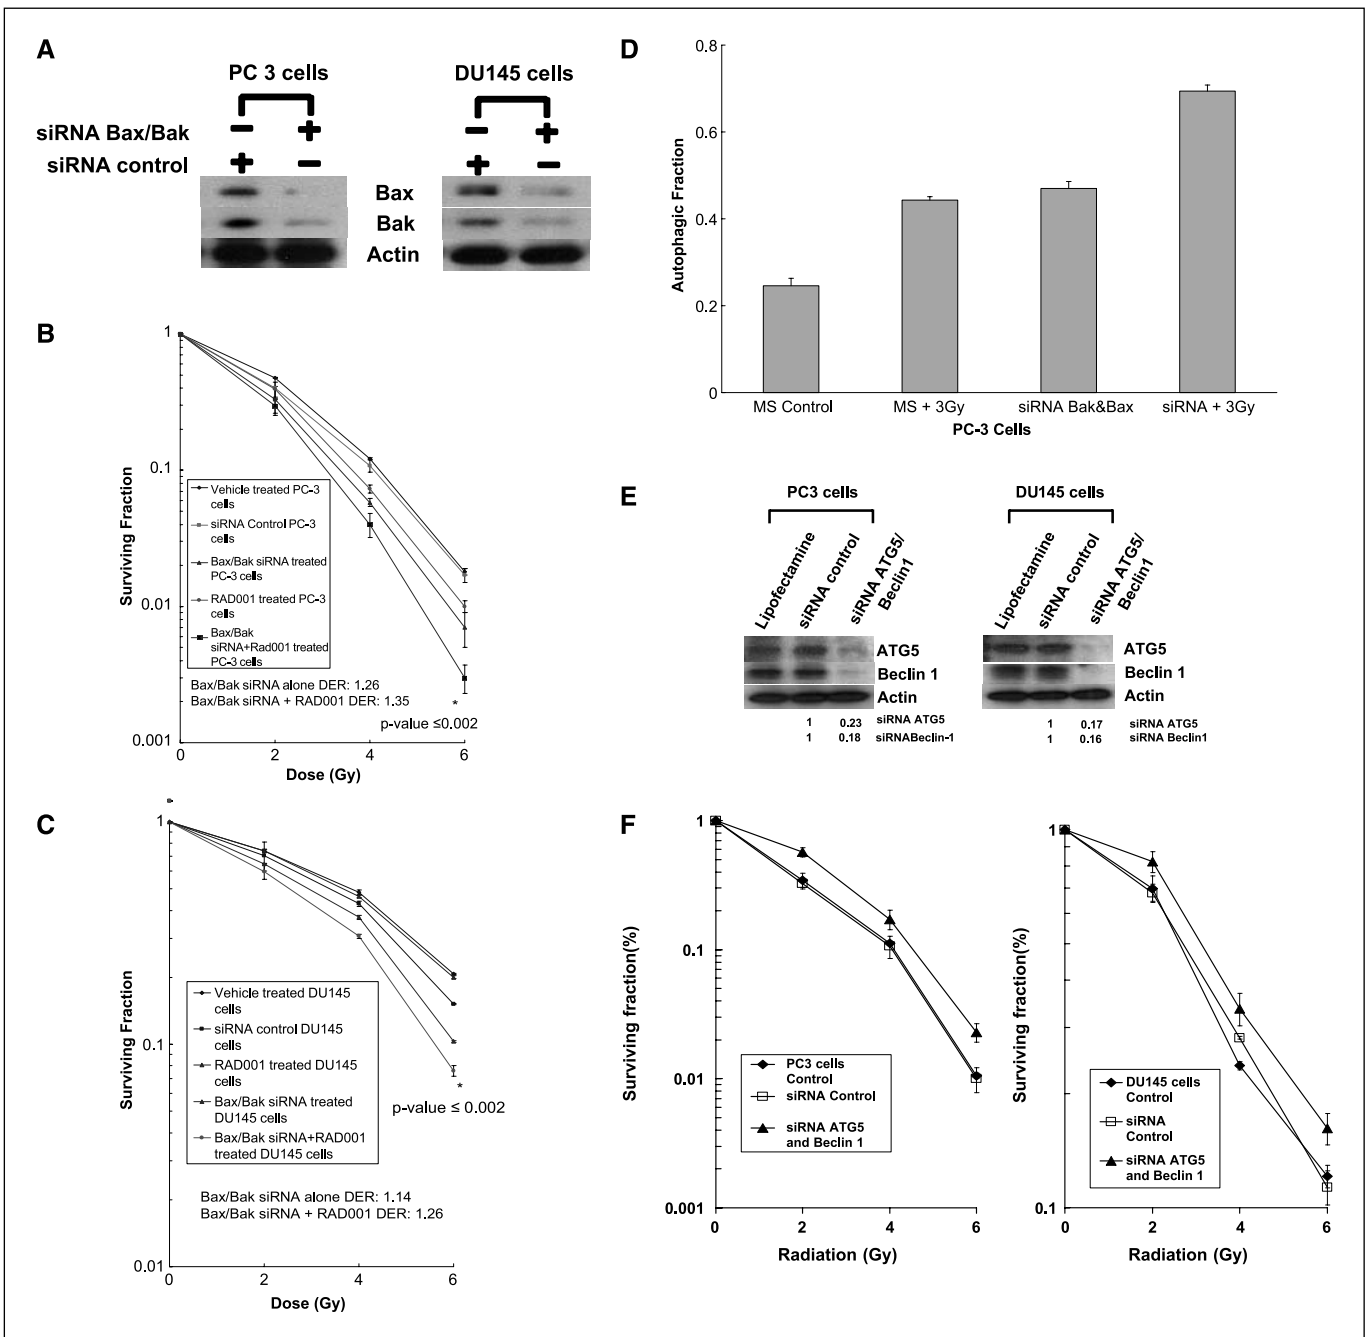 A
PC 3 cells
DU145 cells
siRNA Bax/Bak
− +
− +
siRNA control
+ −
+ −
Bax
Bak
Actin
B
Surviving Fraction
1
0.1
0.01
0.001
Vehicle treated PC-3
cells
siRNA Control PC-3
cells
Bax/Bak siRNA treated
PC-3 cells
RAD001 treated PC-3
cells
Bax/Bak
siRNA+Rad001 treated
PC-3 cells
Bax/Bak siRNA alone DER: 1.26
Bax/Bak siRNA + RAD001 DER: 1.35
*
p-value ≤0.002
0 2 4 6
Dose (Gy)
C
Surviving Fraction
1
0.1
0.01
Vehicle treated DU145
cells
siRNA control DU145
cells
RAD001 treated DU145
cells
Bax/Bak siRNA treated
DU145 cells
Bax/Bak siRNA+RAD001
treated DU145 cells
*
p-value ≤ 0.002
Bax/Bak siRNA alone DER: 1.14
Bax/Bak siRNA + RAD001 DER: 1.26
0 2 4 6
Dose (Gy)
D
Autophagic Fraction
0.8
0.6
0.4
0.2
0
MS Control
MS + 3Gy
siRNA Bak&Bax
siRNA + 3Gy
PC-3 Cells
E
PC3 cells
DU145 cells
Lipofectamine
siRNA control
siRNA ATG5/
Beclin1
Lipofectamine
siRNA control
siRNA ATG5/
Beclin1
ATG5
Beclin 1
Actin
1 0.23 siRNA ATG5
1 0.18 siRNABeclin-1
ATG5
Beclin 1
Actin
1 0.17 siRNA ATG5
1 0.16 siRNA Beclin1
F
Surviving fraction(%)
1
0.1
0.01
0.001
PC3 cells
Control
siRNA Control
siRNA ATG5
and Beclin 1
0 2 4 6
Radiation (Gy)
Surviving fraction(%)
1
0.1
DU145 cells
Control
siRNA
Control
siRNA ATG5
and Beclin 1
0 2 4 6
Radiation (Gy)